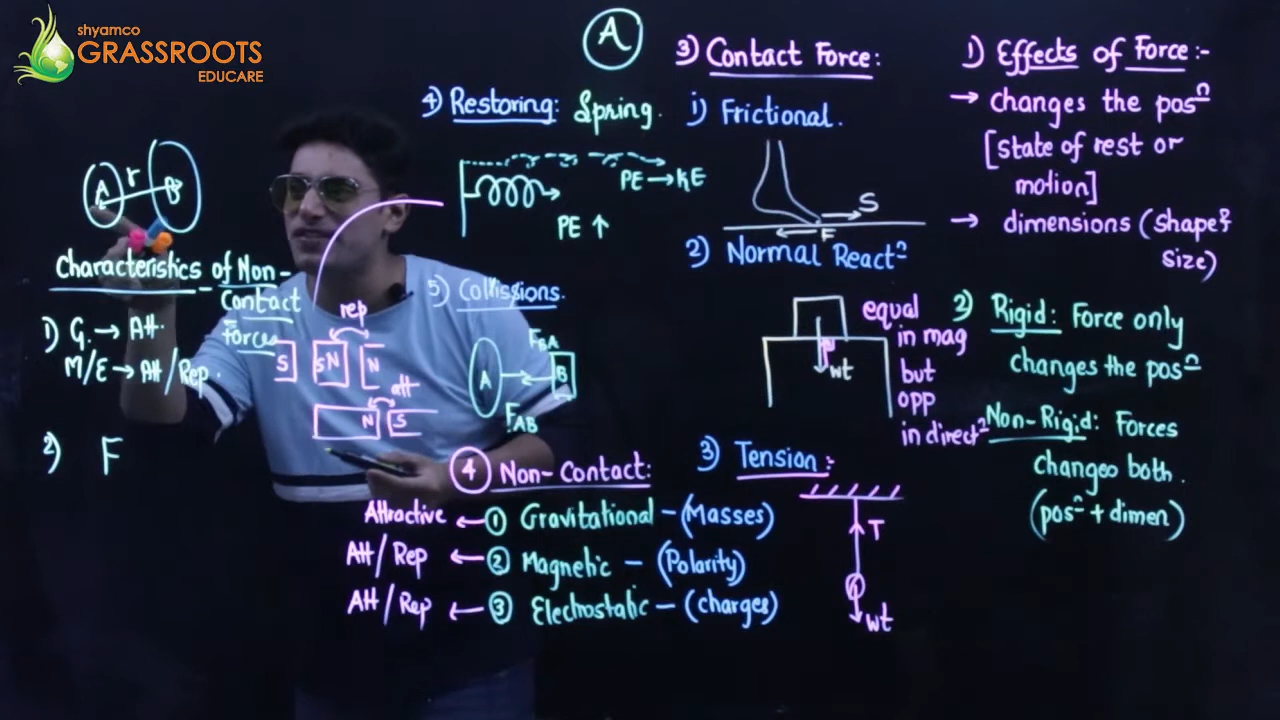 shyamco
GRASSROOTS
EDUCARE
A
1) Effects of Force:-
→ changes the posⁿ
[state of rest or
motion]
→ dimensions (shape &
size)
2) Rigid: Force only
changes the posⁿ
Non-Rigid: Forces
changes both.
(posⁿ + dimen)
3) Contact Force:
i) Frictional.
S
F
2) Normal Reactⁿ
equal
in mag
but
opp
in directⁿ
R
wt
3) Tension:
T
wt
4) Restoring: Spring.
PE → KE
PE ↑
5) Collissions.
F_BA
A
B
F_AB
4 Non-Contact:
Attractive ← 1 Gravitational - (Masses)
Att/Rep ← 2 Magnetic - (Polarity)
Att/Rep ← 3 Electrostatic - (charges)
A r B
Characteristics of Non-
Contact
forces
1) G. → Att.
M/E → Att/Rep.
2) F
rep
S SN N
att
N S